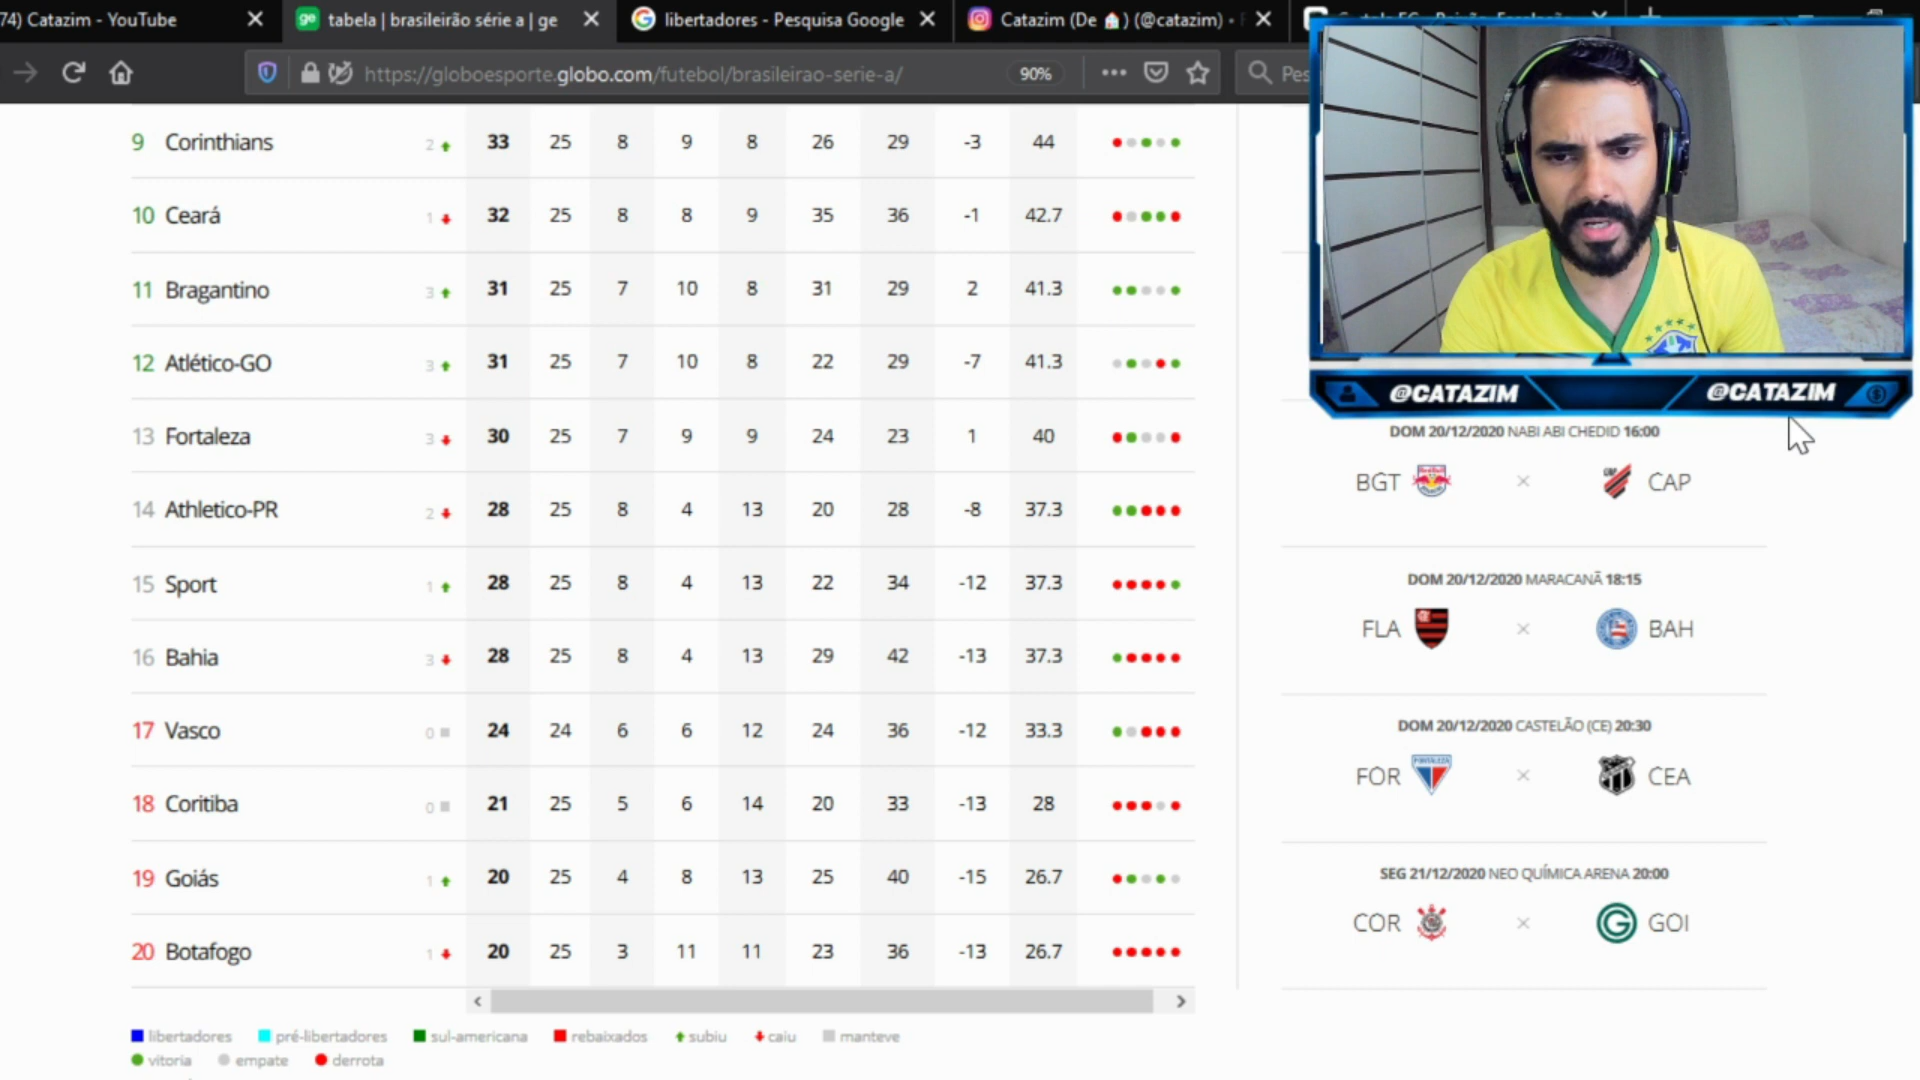 74) Catazim - YouTube
ge tabela | brasileirão série a | ge
libertadores - Pesquisa Google
Catazim (De 🏠) (@catazim) •
https://globoesporte.globo.com/futebol/brasileirao-serie-a/
90%
Pes
9 Corinthians 2 33 25 8 9 8 26 29 -3 44
10 Ceará 1 32 25 8 8 9 35 36 -1 42.7
11 Bragantino 3 31 25 7 10 8 31 29 2 41.3
12 Atlético-GO 3 31 25 7 10 8 22 29 -7 41.3
13 Fortaleza 3 30 25 7 9 9 24 23 1 40
14 Athletico-PR 2 28 25 8 4 13 20 28 -8 37.3
15 Sport 1 28 25 8 4 13 22 34 -12 37.3
16 Bahia 3 28 25 8 4 13 29 42 -13 37.3
17 Vasco 0 24 24 6 6 12 24 36 -12 33.3
18 Coritiba 0 21 25 5 6 14 20 33 -13 28
19 Goiás 1 20 25 4 8 13 25 40 -15 26.7
20 Botafogo 1 20 25 3 11 11 23 36 -13 26.7
libertadores pré-libertadores sul-americana rebaixados subiu caiu manteve
vitoria empate derrota
@CATAZIM @CATAZIM
DOM 20/12/2020 NABI ABI CHEDID 16:00
BGT × CAP
DOM 20/12/2020 MARACANÃ 18:15
FLA × BAH
DOM 20/12/2020 CASTELÃO (CE) 20:30
FOR × CEA
SEG 21/12/2020 NEO QUÍMICA ARENA 20:00
COR × GOI